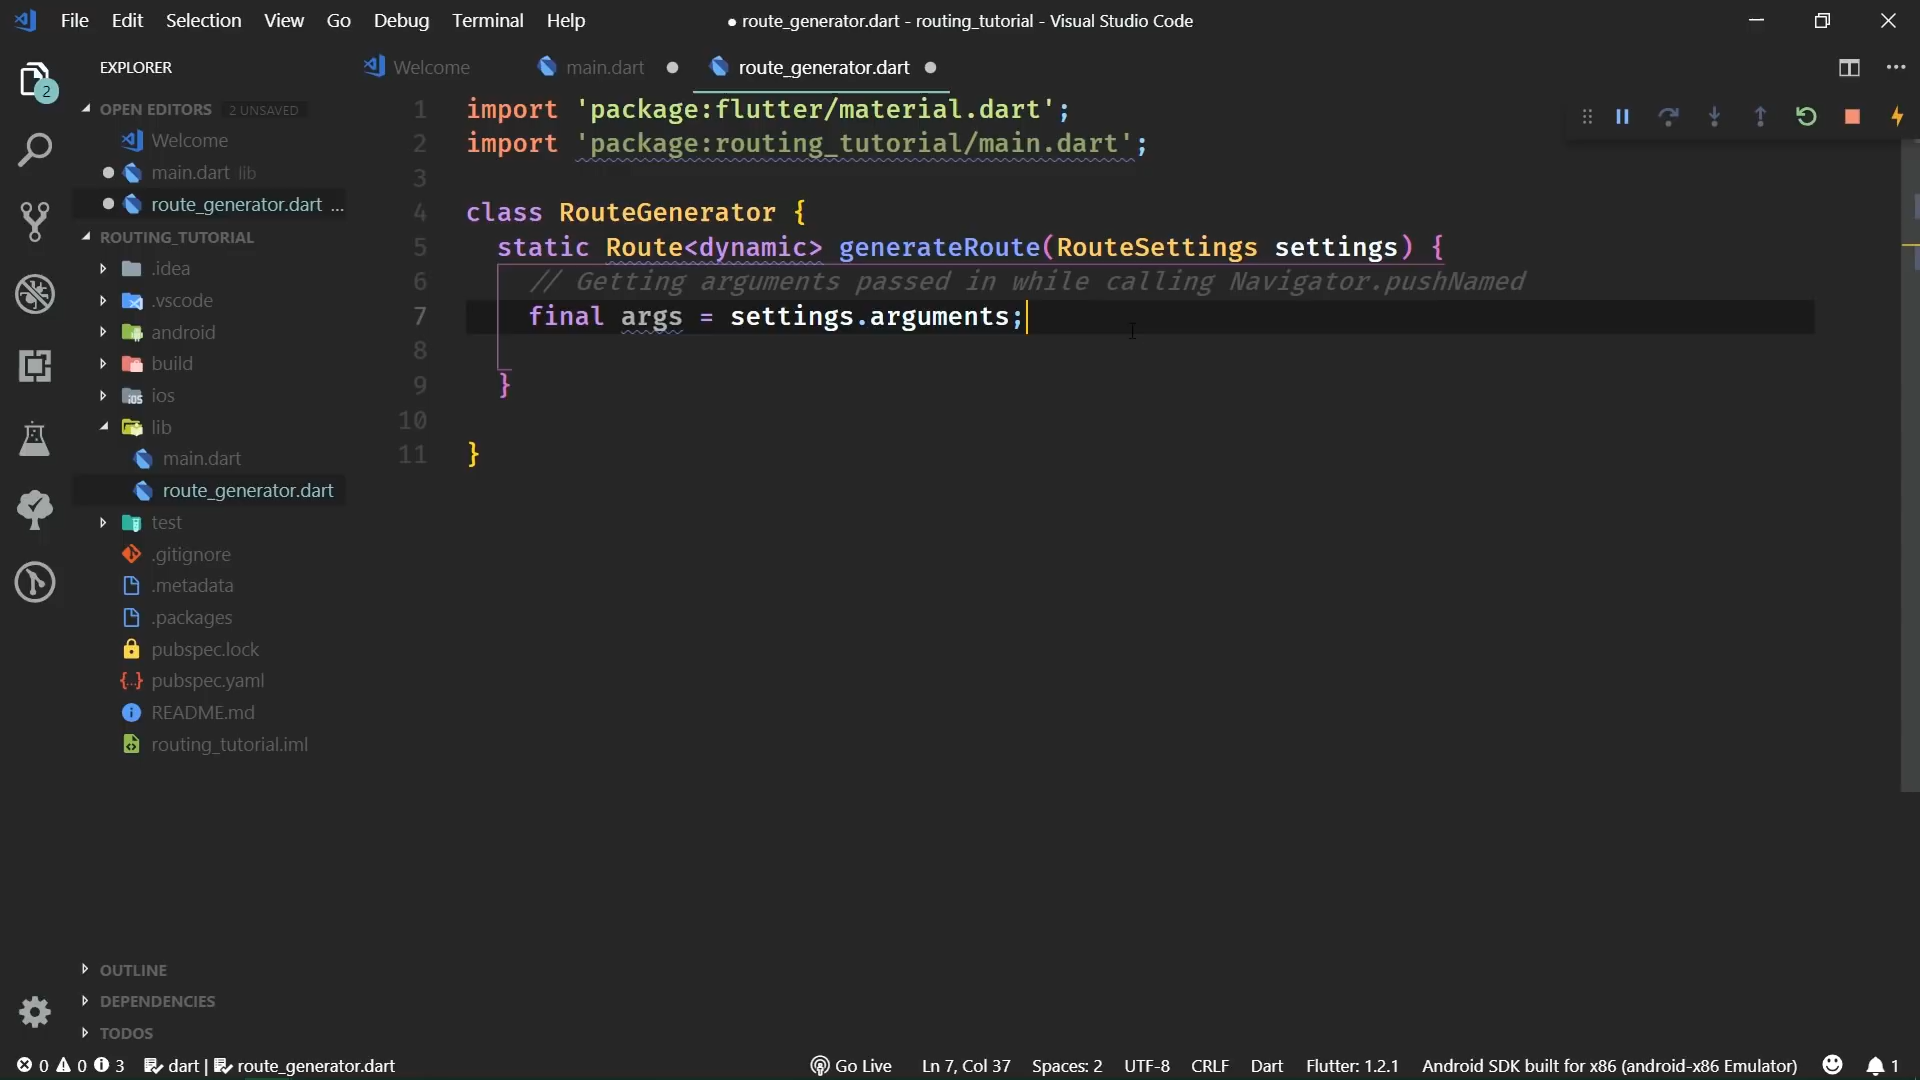 File Edit Selection View Go Debug Terminal Help
● route_generator.dart - routing_tutorial - Visual Studio Code
EXPLORER
Welcome
main.dart
route_generator.dart
2
OPEN EDITORS 2 UNSAVED
Welcome
main.dart lib
route_generator.dart ...
ROUTING_TUTORIAL
.idea
.vscode
android
build
ios
lib
main.dart
route_generator.dart
test
.gitignore
.metadata
.packages
pubspec.lock
pubspec.yaml
README.md
routing_tutorial.iml
OUTLINE
DEPENDENCIES
TODOS
1 import 'package:flutter/material.dart';
2 import 'package:routing_tutorial/main.dart';
3
4 class RouteGenerator {
5 static Route<dynamic> generateRoute(RouteSettings settings) {
6 // Getting arguments passed in while calling Navigator.pushNamed
7 final args = settings.arguments;
8
9 }
10
11 }
0 0 3 dart | route_generator.dart
Go Live Ln 7, Col 37 Spaces: 2 UTF-8 CRLF Dart Flutter: 1.2.1 Android SDK built for x86 (android-x86 Emulator) 1